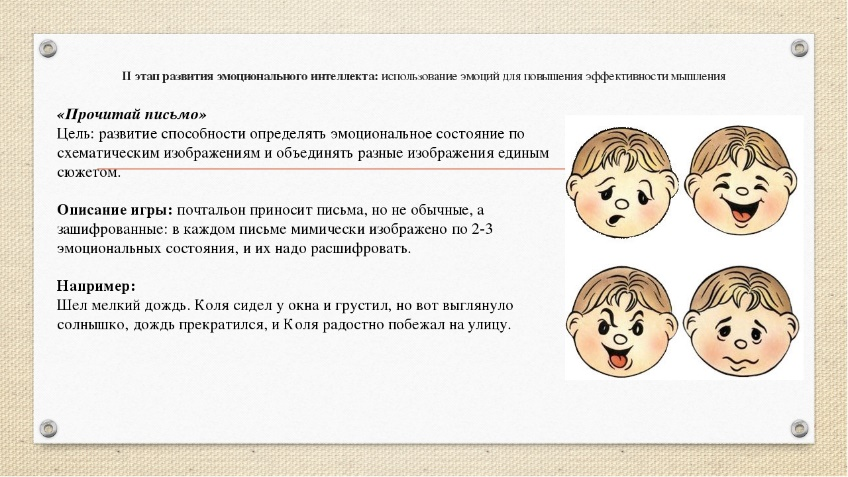 II этап развития эмоционального интеллекта: использование эмоций для повышения эффективности мышления
«Прочитай письмо»
Цель: развитие способности определять эмоциональное состояние по
схематическим изображениям и объединять разные изображения единым
сюжетом.
Описание игры: почтальон приносит письма, но не обычные, а
зашифрованные: в каждом письме мимически изображено по 2-3
эмоциональных состояния, и их надо расшифровать.
Например:
Шел мелкий дождь. Коля сидел у окна и грустил, но вот выглянуло
солнышко, дождь прекратился, и Коля радостно побежал на улицу.